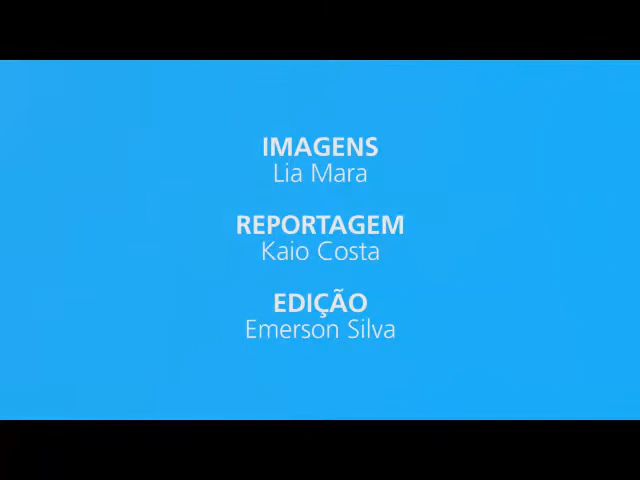 IMAGENS
Lia Mara
REPORTAGEM
Kaio Costa
EDIÇÃO
Emerson Silva